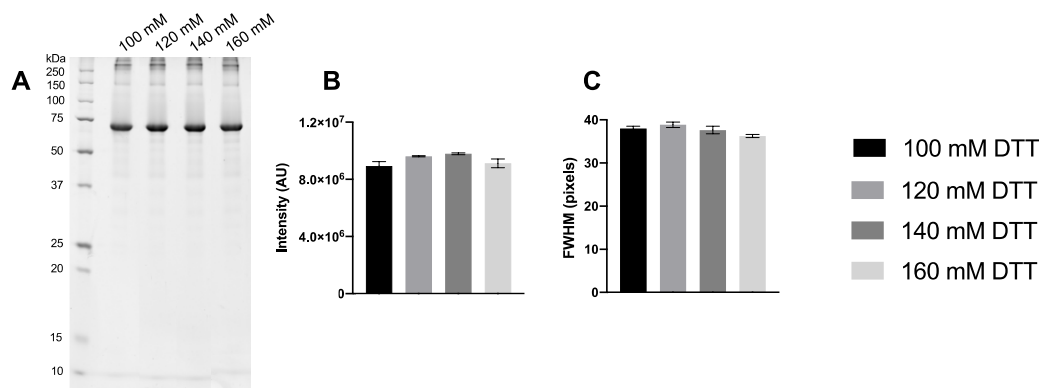 100 mM
120 mM
140 mM
160 mM
A
kDa
250
150
100
75
50
37
25
20
15
10
B
Intensity (AU)
1.2×10⁷
8.0×10⁶
4.0×10⁶
0
C
FWHM (pixels)
40
30
20
10
0
100 mM DTT
120 mM DTT
140 mM DTT
160 mM DTT